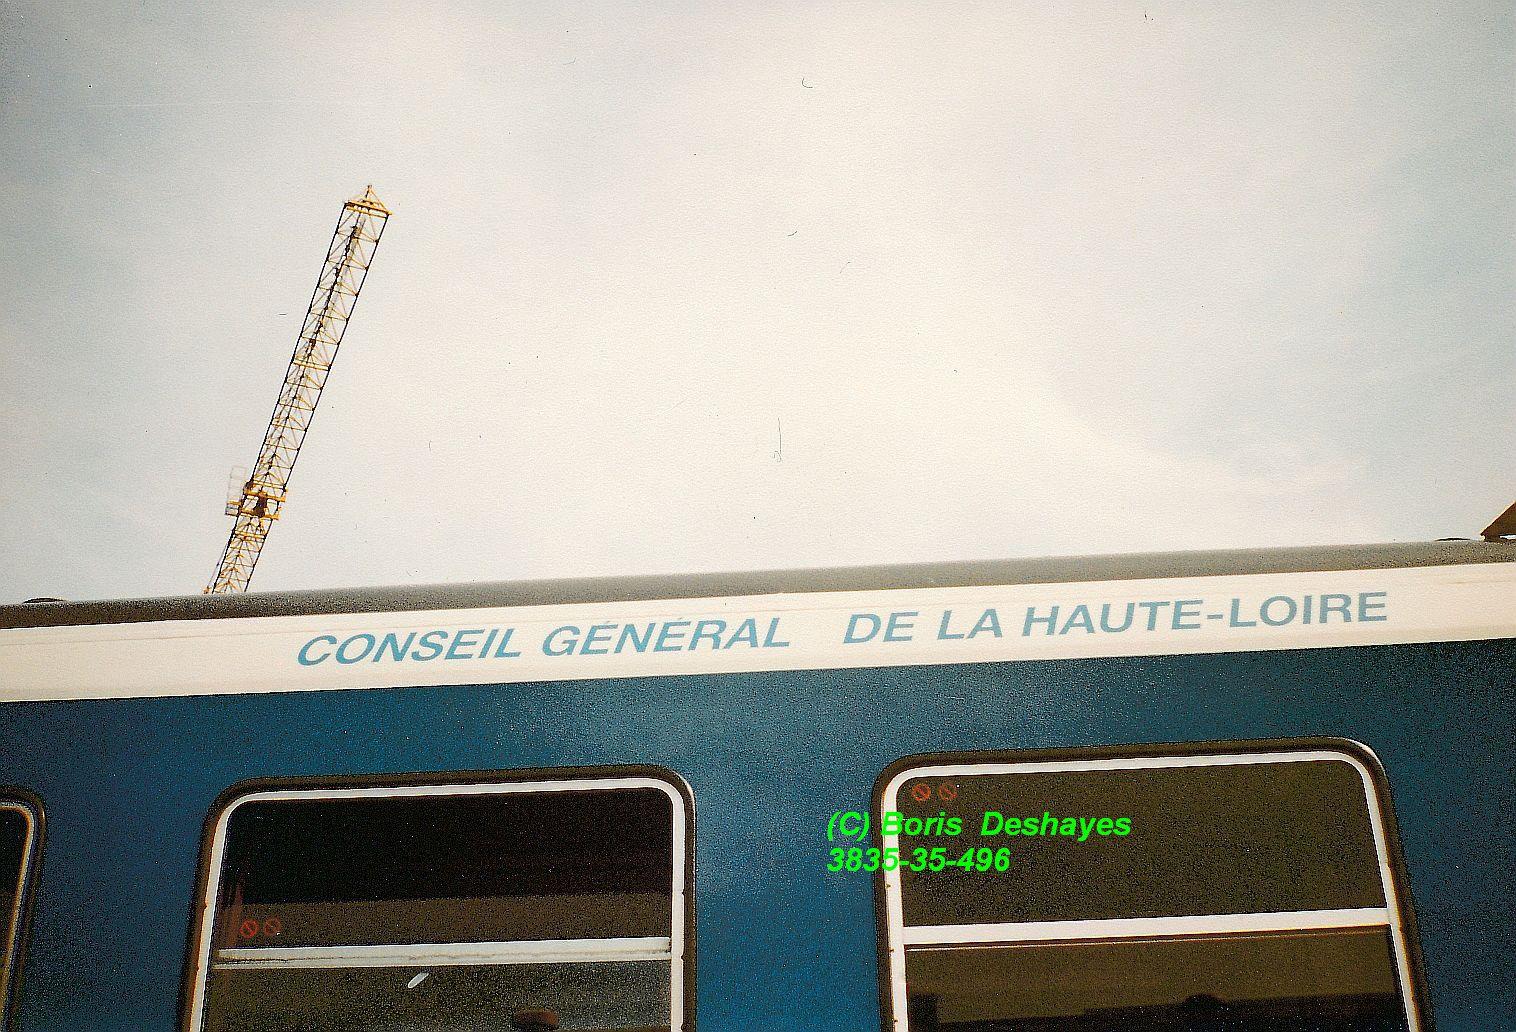 CONSEIL GÉNÉRAL DE LA HAUTE-LOIRE
(C) Boris Deshayes
3835-35-496